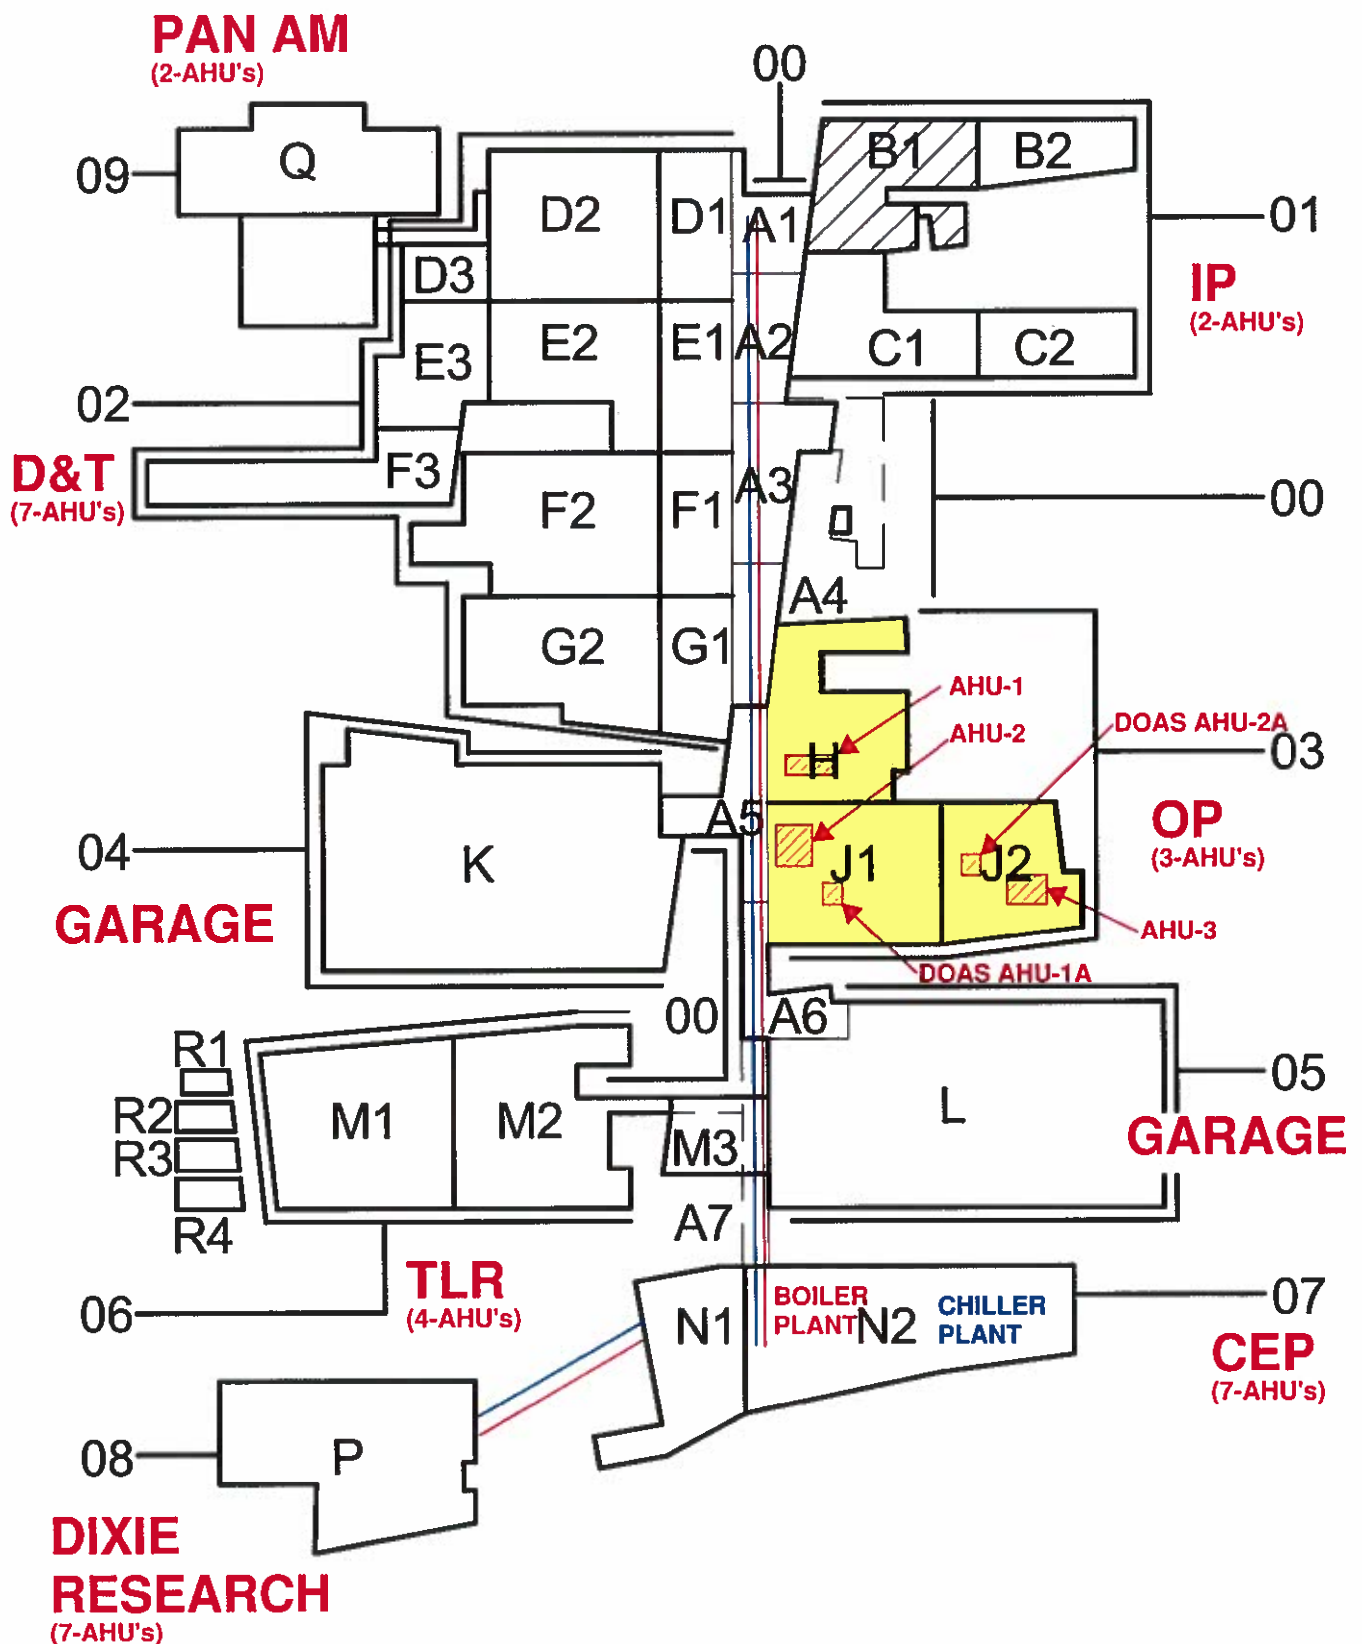 PAN AM
(2-AHU's)
00
09
Q
B1
B2
D2
D1
A1
01
D3
IP
(2-AHU's)
E3
E2
E1
A2
C1
C2
02
D&T
(7-AHU's)
F3
F2
F1
A3
00
A4
G2
G1
AHU-1
AHU-2
DOAS AHU-2A
H
03
OP
(3-AHU's)
A5
04
K
J1
J2
GARAGE
AHU-3
DOAS AHU-1A
00
A6
R1
R2
R3
R4
M1
M2
M3
L
05
GARAGE
A7
TLR
(4-AHU's)
06
N1
BOILER
PLANT
N2
CHILLER
PLANT
07
CEP
(7-AHU's)
08
P
DIXIE
RESEARCH
(7-AHU's)